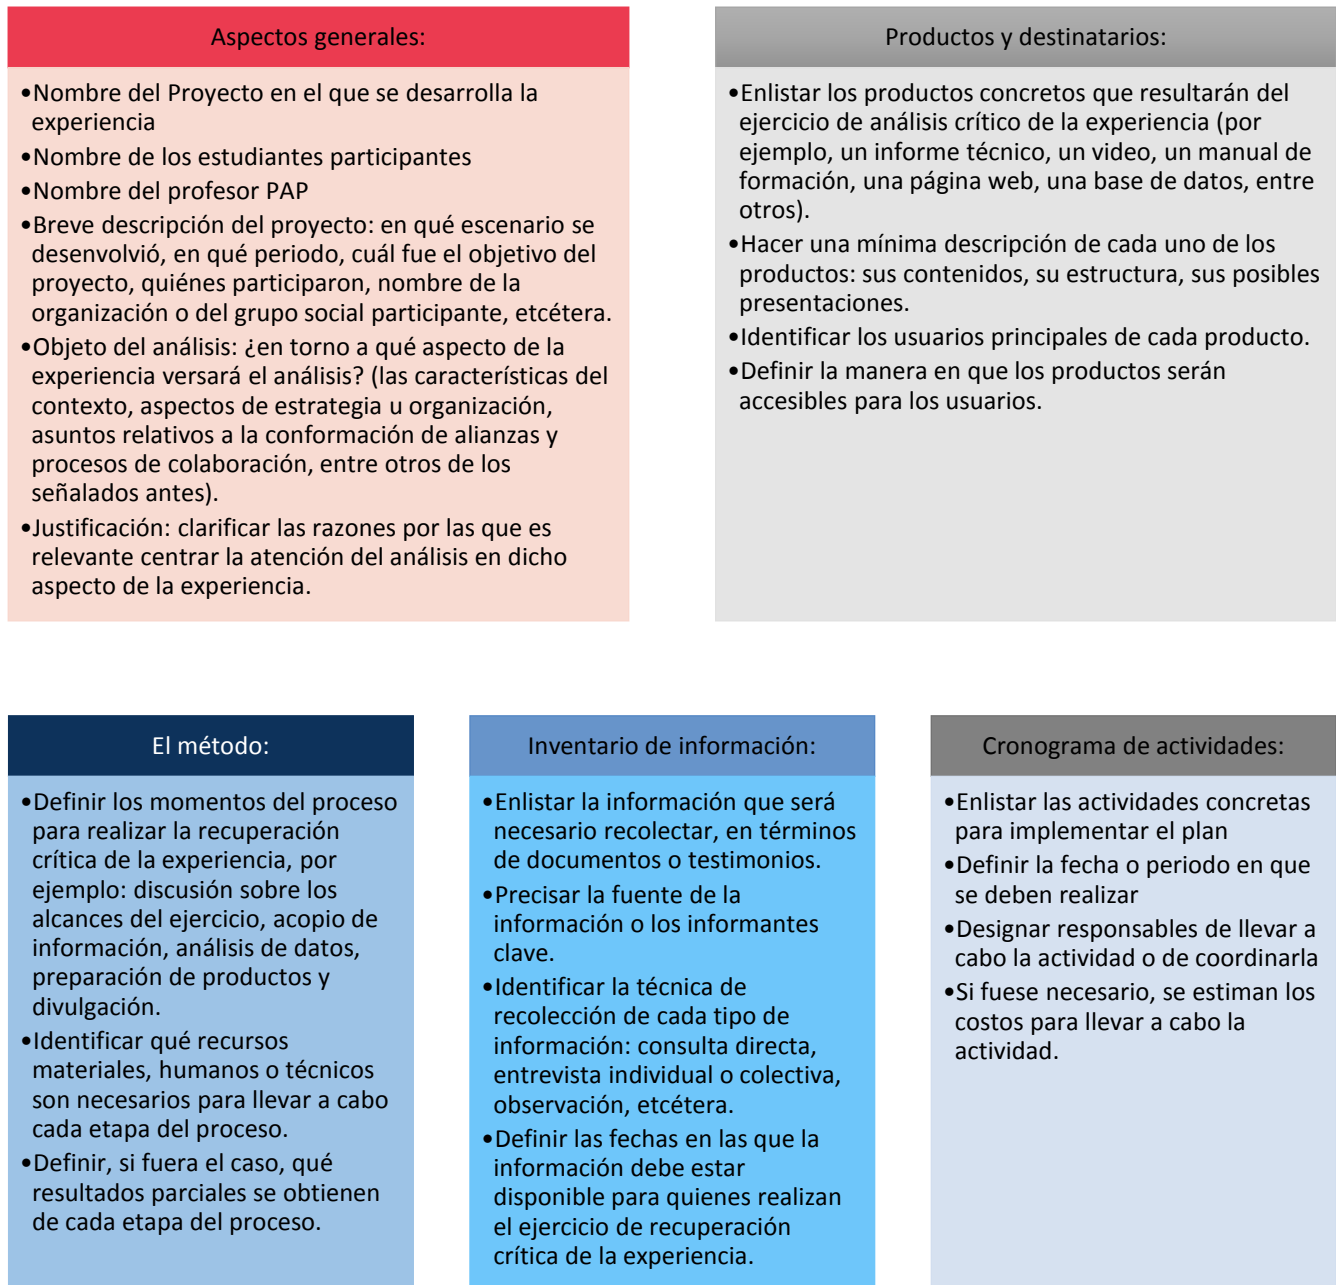 Aspectos generales:
•Nombre del Proyecto en el que se desarrolla la
experiencia
•Nombre de los estudiantes participantes
•Nombre del profesor PAP
•Breve descripción del proyecto: en qué escenario se
desenvolvió, en qué periodo, cuál fue el objetivo del
proyecto, quiénes participaron, nombre de la
organización o del grupo social participante, etcétera.
•Objeto del análisis: ¿en torno a qué aspecto de la
experiencia versará el análisis? (las características del
contexto, aspectos de estrategia u organización,
asuntos relativos a la conformación de alianzas y
procesos de colaboración, entre otros de los
señalados antes).
•Justificación: clarificar las razones por las que es
relevante centrar la atención del análisis en dicho
aspecto de la experiencia.
Productos y destinatarios:
•Enlistar los productos concretos que resultarán del
ejercicio de análisis crítico de la experiencia (por
ejemplo, un informe técnico, un video, un manual de
formación, una página web, una base de datos, entre
otros).
•Hacer una mínima descripción de cada uno de los
productos: sus contenidos, su estructura, sus posibles
presentaciones.
•Identificar los usuarios principales de cada producto.
•Definir la manera en que los productos serán
accesibles para los usuarios.
El método:
•Definir los momentos del proceso
para realizar la recuperación
crítica de la experiencia, por
ejemplo: discusión sobre los
alcances del ejercicio, acopio de
información, análisis de datos,
preparación de productos y
divulgación.
•Identificar qué recursos
materiales, humanos o técnicos
son necesarios para llevar a cabo
cada etapa del proceso.
•Definir, si fuera el caso, qué
resultados parciales se obtienen
de cada etapa del proceso.
Inventario de información:
•Enlistar la información que será
necesario recolectar, en términos
de documentos o testimonios.
•Precisar la fuente de la
información o los informantes
clave.
•Identificar la técnica de
recolección de cada tipo de
información: consulta directa,
entrevista individual o colectiva,
observación, etcétera.
•Definir las fechas en las que la
información debe estar
disponible para quienes realizan
el ejercicio de recuperación
crítica de la experiencia.
Cronograma de actividades:
•Enlistar las actividades concretas
para implementar el plan
•Definir la fecha o periodo en que
se deben realizar
•Designar responsables de llevar a
cabo la actividad o de coordinarla
•Si fuese necesario, se estiman los
costos para llevar a cabo la
actividad.